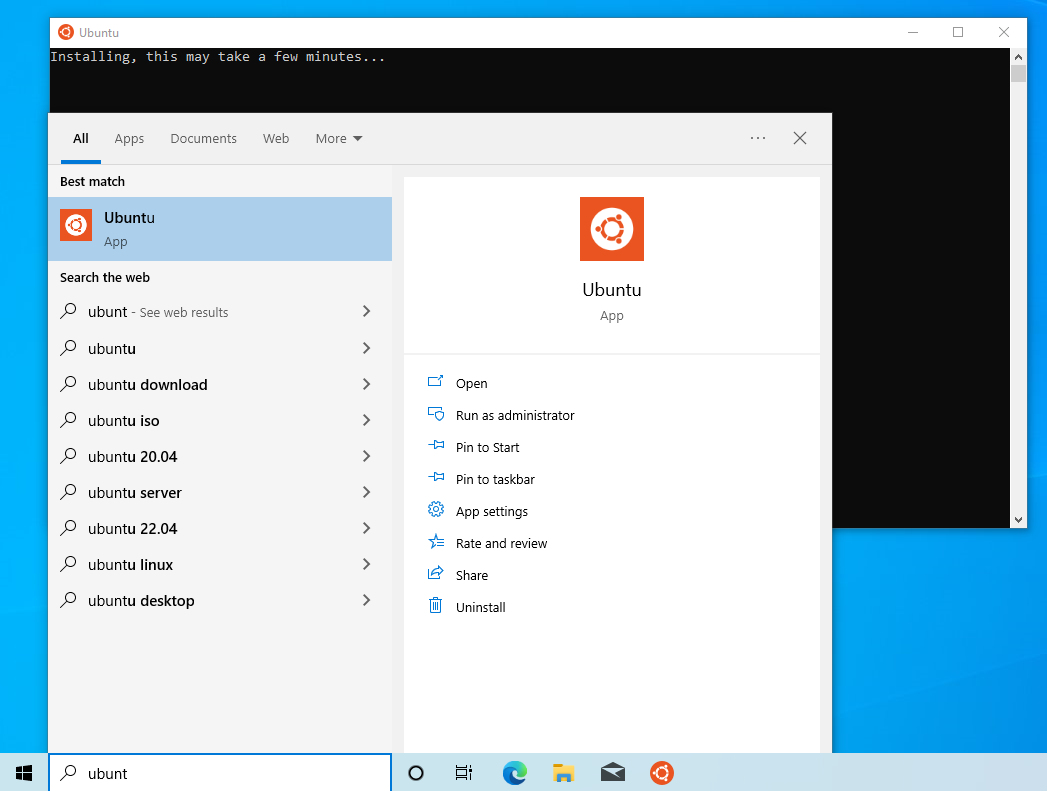 Ubuntu
Installing, this may take a few minutes...
All Apps Documents Web More
Best match
Ubuntu
App
Search the web
ubunt - See web results
ubuntu
ubuntu download
ubuntu iso
ubuntu 20.04
ubuntu server
ubuntu 22.04
ubuntu linux
ubuntu desktop
Ubuntu
App
Open
Run as administrator
Pin to Start
Pin to taskbar
App settings
Rate and review
Share
Uninstall
ubunt